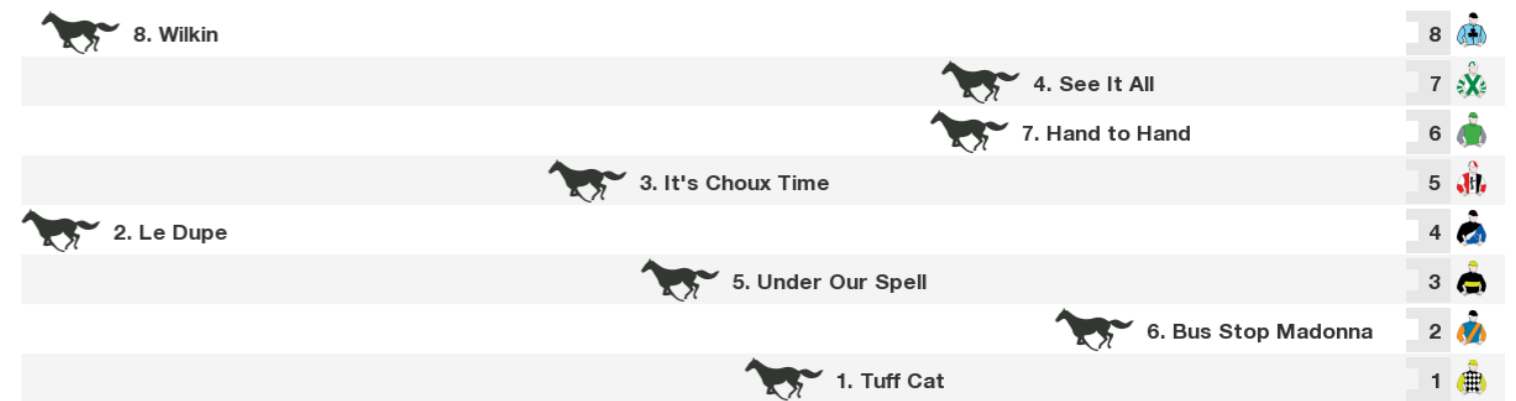 8. Wilkin 8
4. See It All 7
7. Hand to Hand 6
3. It's Choux Time 5
2. Le Dupe 4
5. Under Our Spell 3
6. Bus Stop Madonna 2
1. Tuff Cat 1